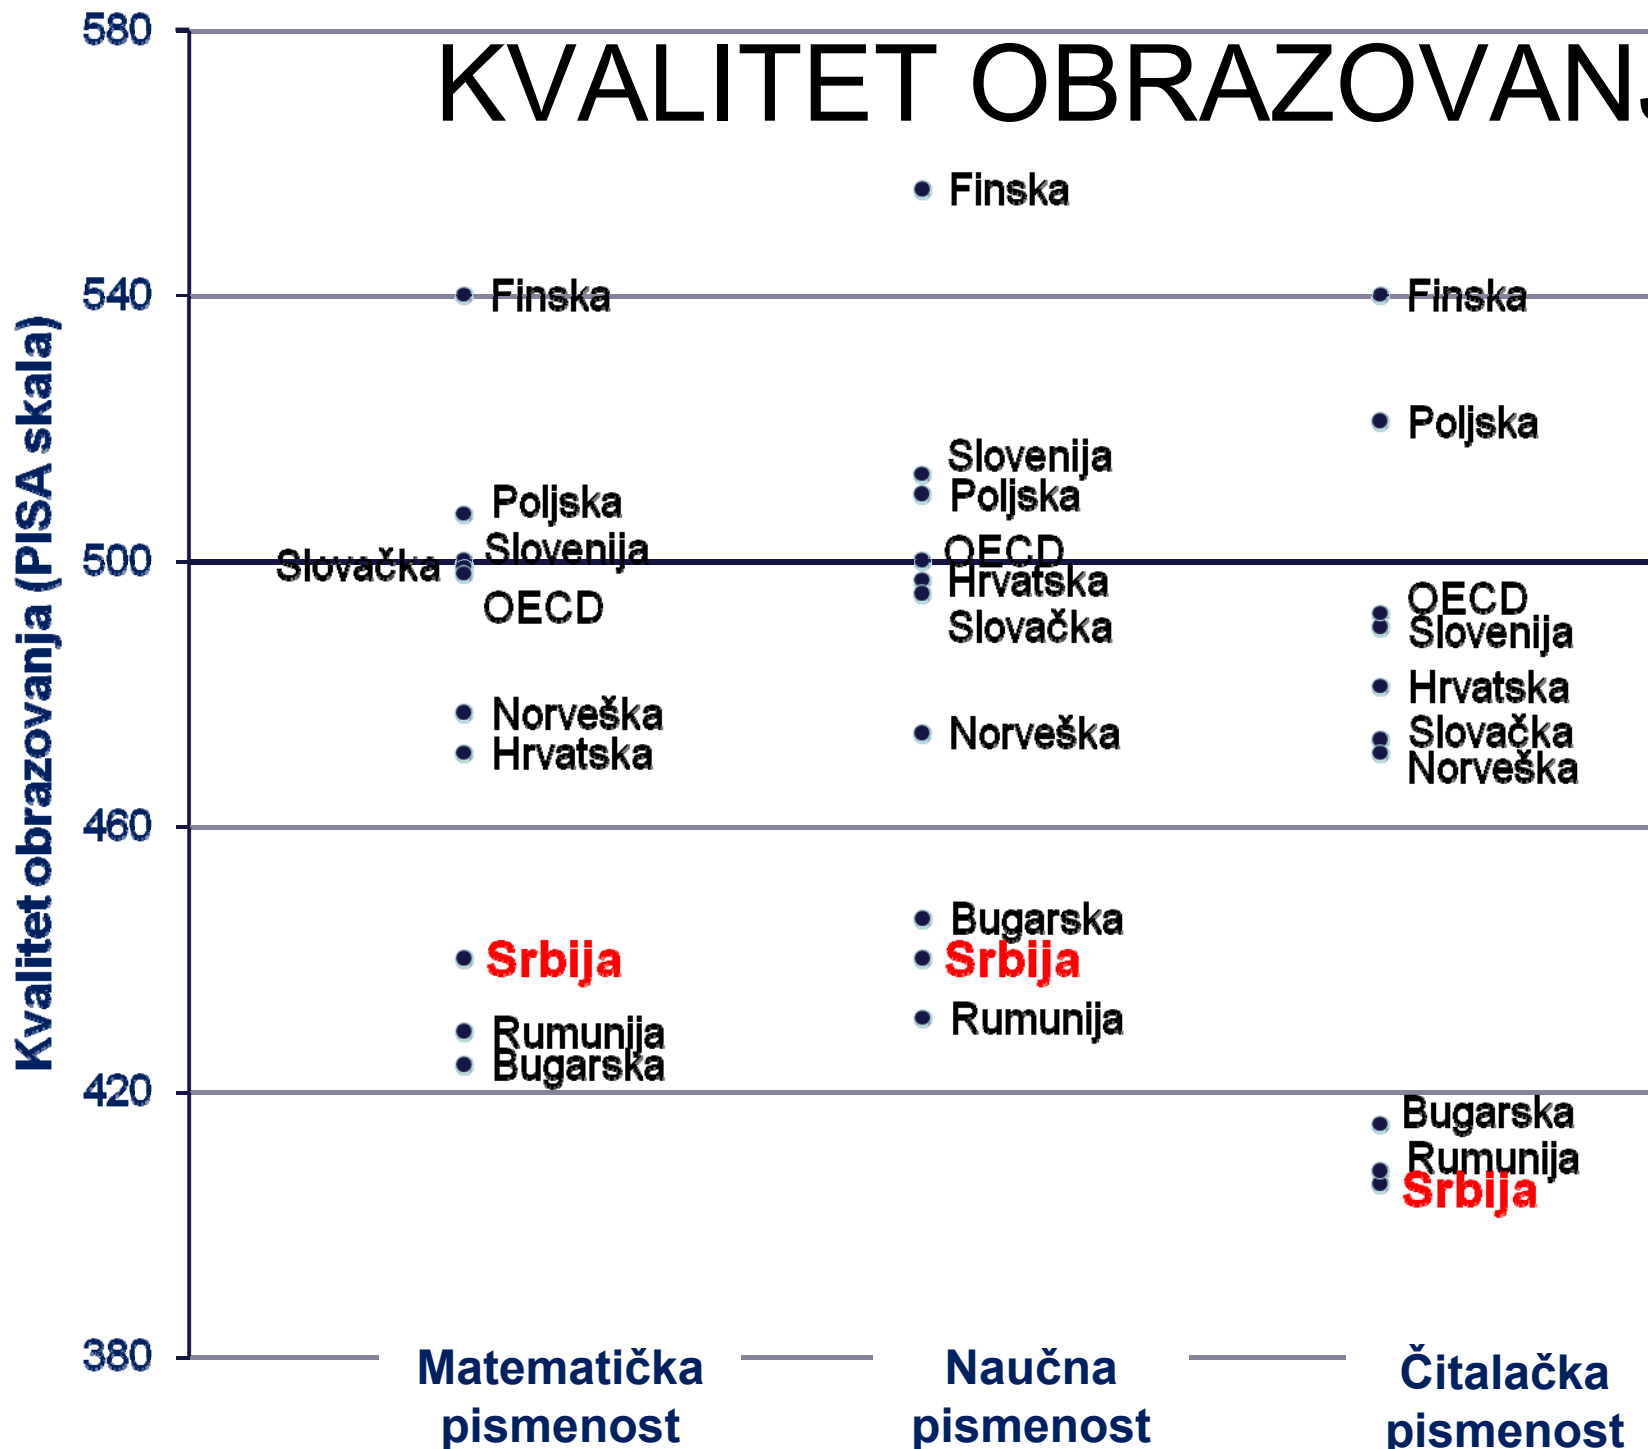 KVALITET OBRAZOVANJ
Kvalitet obrazovanja (PISA skala)
580
540
500
460
420
380
Finska
Poljska
Slovenija
Slovačka
OECD
Norveška
Hrvatska
Srbija
Rumunija
Bugarska
Matematička
pismenost
Finska
Slovenija
Poljska
OECD
Hrvatska
Slovačka
Norveška
Bugarska
Srbija
Rumunija
Naučna
pismenost
Finska
Poljska
OECD
Slovenija
Hrvatska
Slovačka
Norveška
Bugarska
Rumunija
Srbija
Čitalačka
pismenost